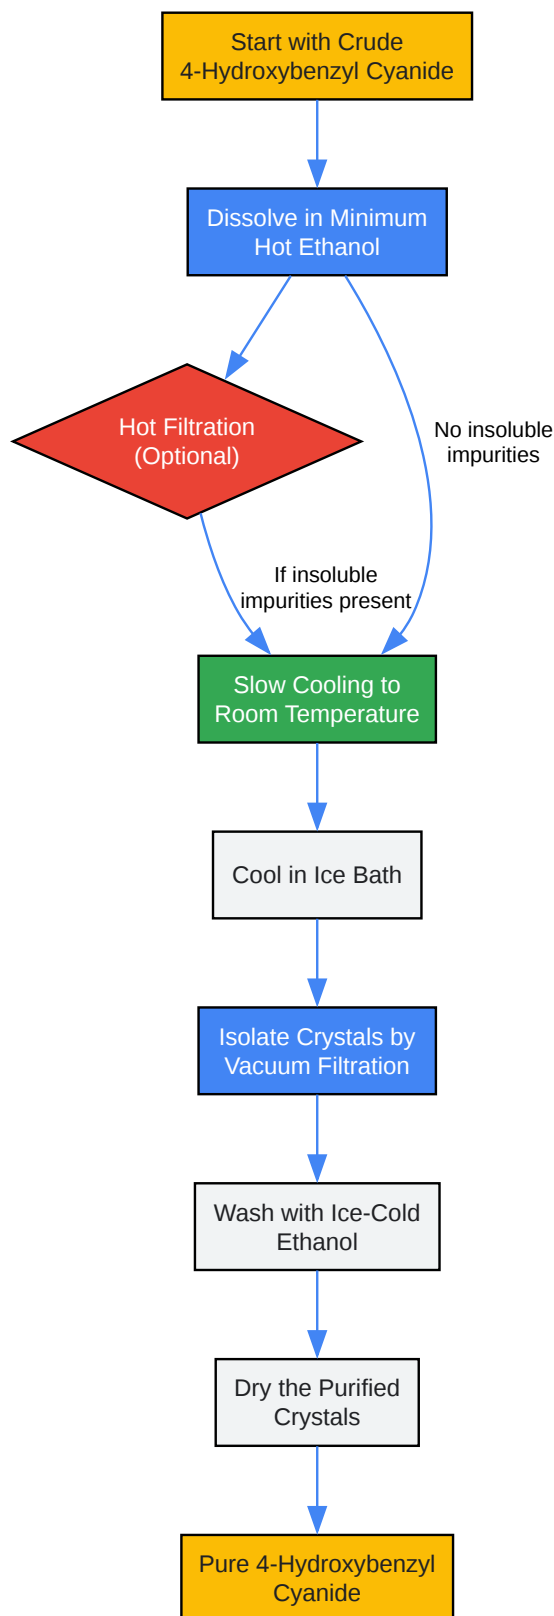 Start with Crude
4-Hydroxybenzyl Cyanide
Dissolve in Minimum
Hot Ethanol
Hot Filtration
(Optional)
No insoluble
impurities
If insoluble
impurities present
Slow Cooling to
Room Temperature
Cool in Ice Bath
Isolate Crystals by
Vacuum Filtration
Wash with Ice-Cold
Ethanol
Dry the Purified
Crystals
Pure 4-Hydroxybenzyl
Cyanide